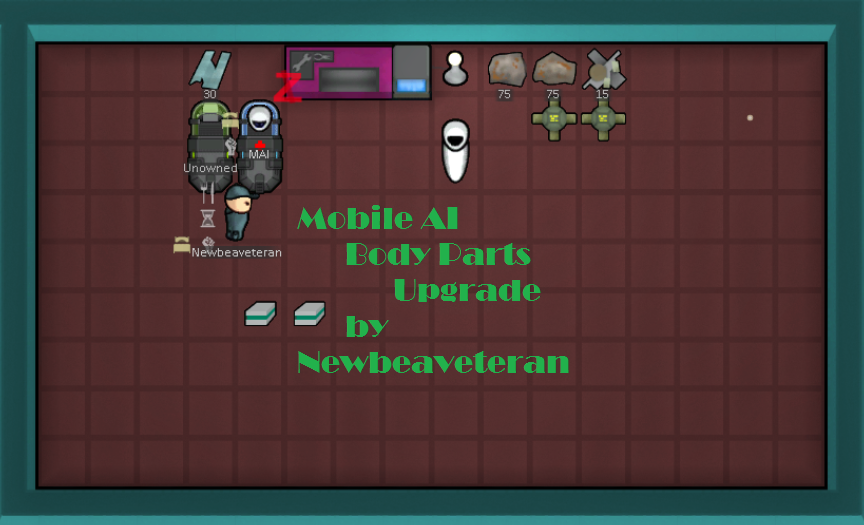 30
75
75
15
Unowned
MAI
Newbeaveteran
Mobile AI
Body Parts
Upgrade
by
Newbeaveteran